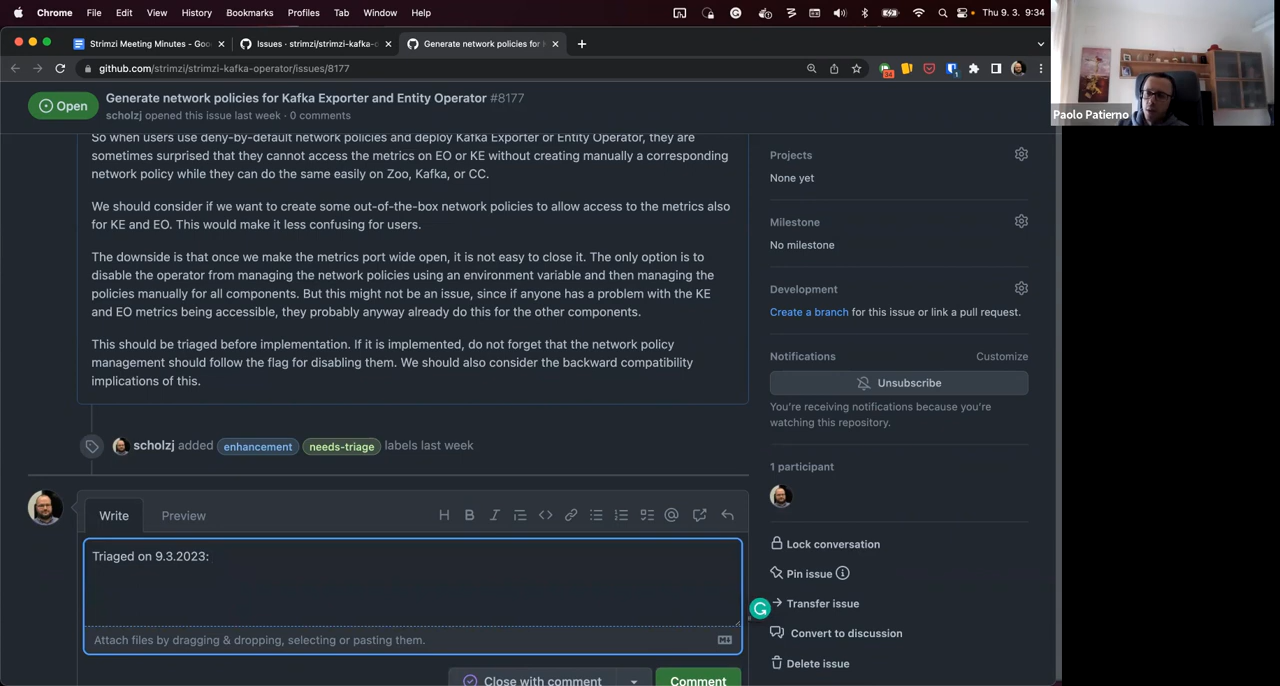 Chrome File Edit View History Bookmarks Profiles Tab Window Help Thu 9. 3. 9:34
Strimzi Meeting Minutes - Goo Issues · strimzi/strimzi-kafka-o Generate network policies for K
github.com/strimzi/strimzi-kafka-operator/issues/8177
34
1
Paolo Patierno
Open
Generate network policies for Kafka Exporter and Entity Operator #8177
scholzj opened this issue last week · 0 comments
So when users use deny-by-default network policies and deploy Kafka Exporter or Entity Operator, they are
sometimes surprised that they cannot access the metrics on EO or KE without creating manually a corresponding
network policy while they can do the same easily on Zoo, Kafka, or CC.
We should consider if we want to create some out-of-the-box network policies to allow access to the metrics also
for KE and EO. This would make it less confusing for users.
The downside is that once we make the metrics port wide open, it is not easy to close it. The only option is to
disable the operator from managing the network policies using an environment variable and then managing the
policies manually for all components. But this might not be an issue, since if anyone has a problem with the KE
and EO metrics being accessible, they probably anyway already do this for the other components.
This should be triaged before implementation. If it is implemented, do not forget that the network policy
management should follow the flag for disabling them. We should also consider the backward compatibility
implications of this.
scholzj added enhancement needs-triage labels last week
Write Preview
Triaged on 9.3.2023:
Attach files by dragging & dropping, selecting or pasting them.
Close with comment Comment
Projects
None yet
Milestone
No milestone
Development
Create a branch for this issue or link a pull request.
Notifications Customize
Unsubscribe
You're receiving notifications because you're
watching this repository.
1 participant
Lock conversation
Pin issue
Transfer issue
Convert to discussion
Delete issue